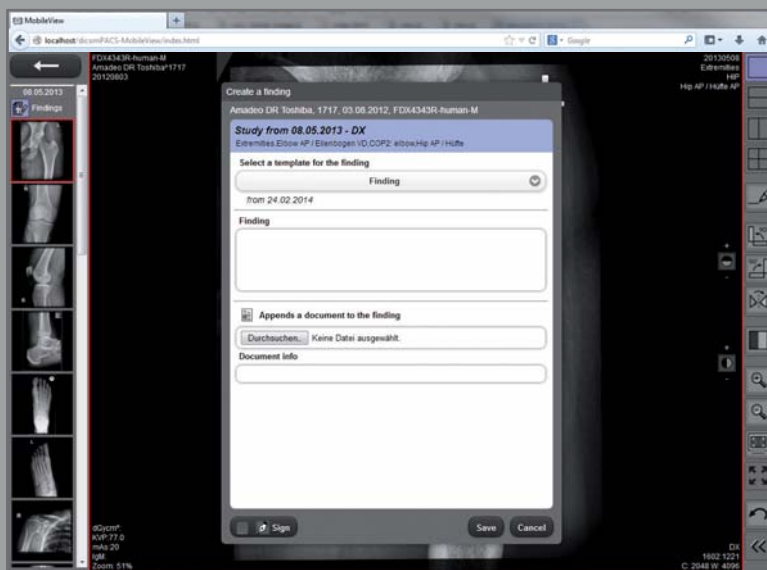 MobileView
localhost/dicomPACS-MobileView/index.html
Google
FDX4343R-human-M
Amadeo DR Toshiba^1717
20120803
20130508
Extremities
HIP
Hip AP / Hüfte AP
08.05.2013
Findings
Create a finding
Amadeo DR Toshiba, 1717, 03.08.2012, FDX4343R-human-M
Study from 08.05.2013 - DX
Extremities,Elbow AP / Ellenbogen VD,COP2: elbow,Hip AP / Hüfte
Select a template for the finding
Finding
from 24.02.2014
Finding
Appends a document to the finding
Durchsuchen_ Keine Datei ausgewählt.
Document info
Sign
Save
Cancel
KVP:77.0
mAs:20
IgM:
Zoom: 51%
DX
1602:1221
C: 2048 W: 4096